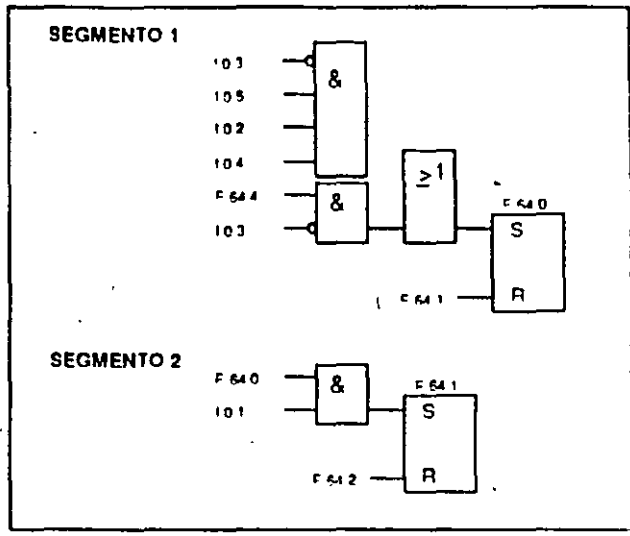 SEGMENTO 1
I 0 3
&
I 0 5
I 0 2
I 0 4
F 64 4
&
≥1
I 0 3
F 64 0
S
F 64 1
R
SEGMENTO 2
F 64 0
&
F 64 1
I 0 1
S
F 64 2
R